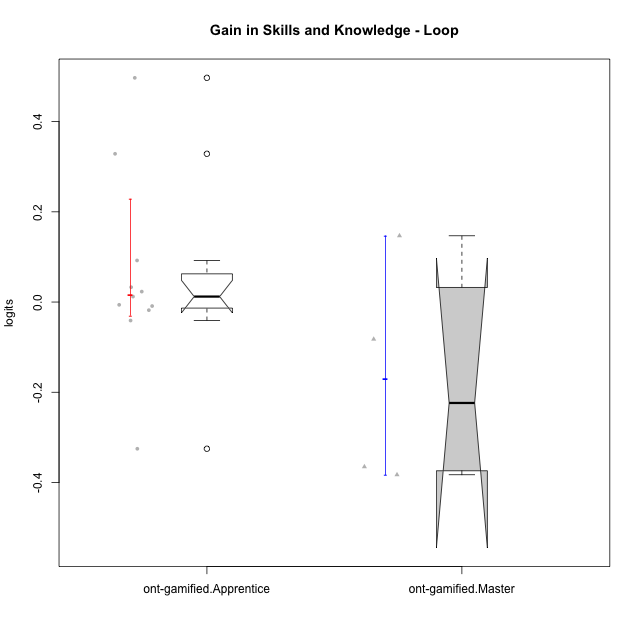 Gain in Skills and Knowledge - Loop
logits
0.4
0.2
0.0
-0.2
-0.4
ont-gamified.Apprentice
ont-gamified.Master